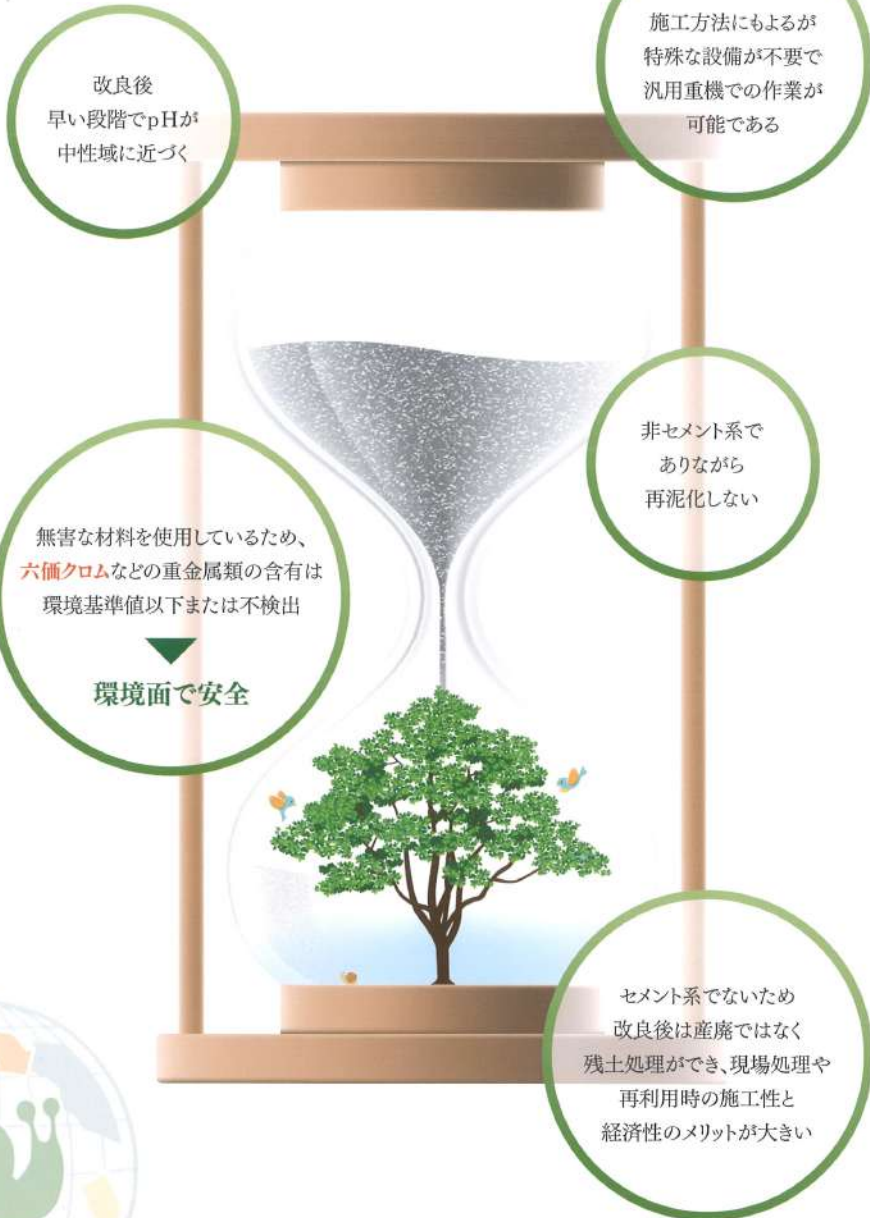 改良後
早い段階でpHが
中性域に近づく
施工方法にもよるが
特殊な設備が不要で
汎用重機での作業が
可能である
非セメント系で
ありながら
再泥化しない
無害な材料を使用しているため、
六価クロムなどの重金属類の含有は
環境基準値以下または不検出
環境面で安全
セメント系でないため
改良後は産廃ではなく
残土処理ができ、現場処理や
再利用時の施工性と
経済性のメリットが大きい